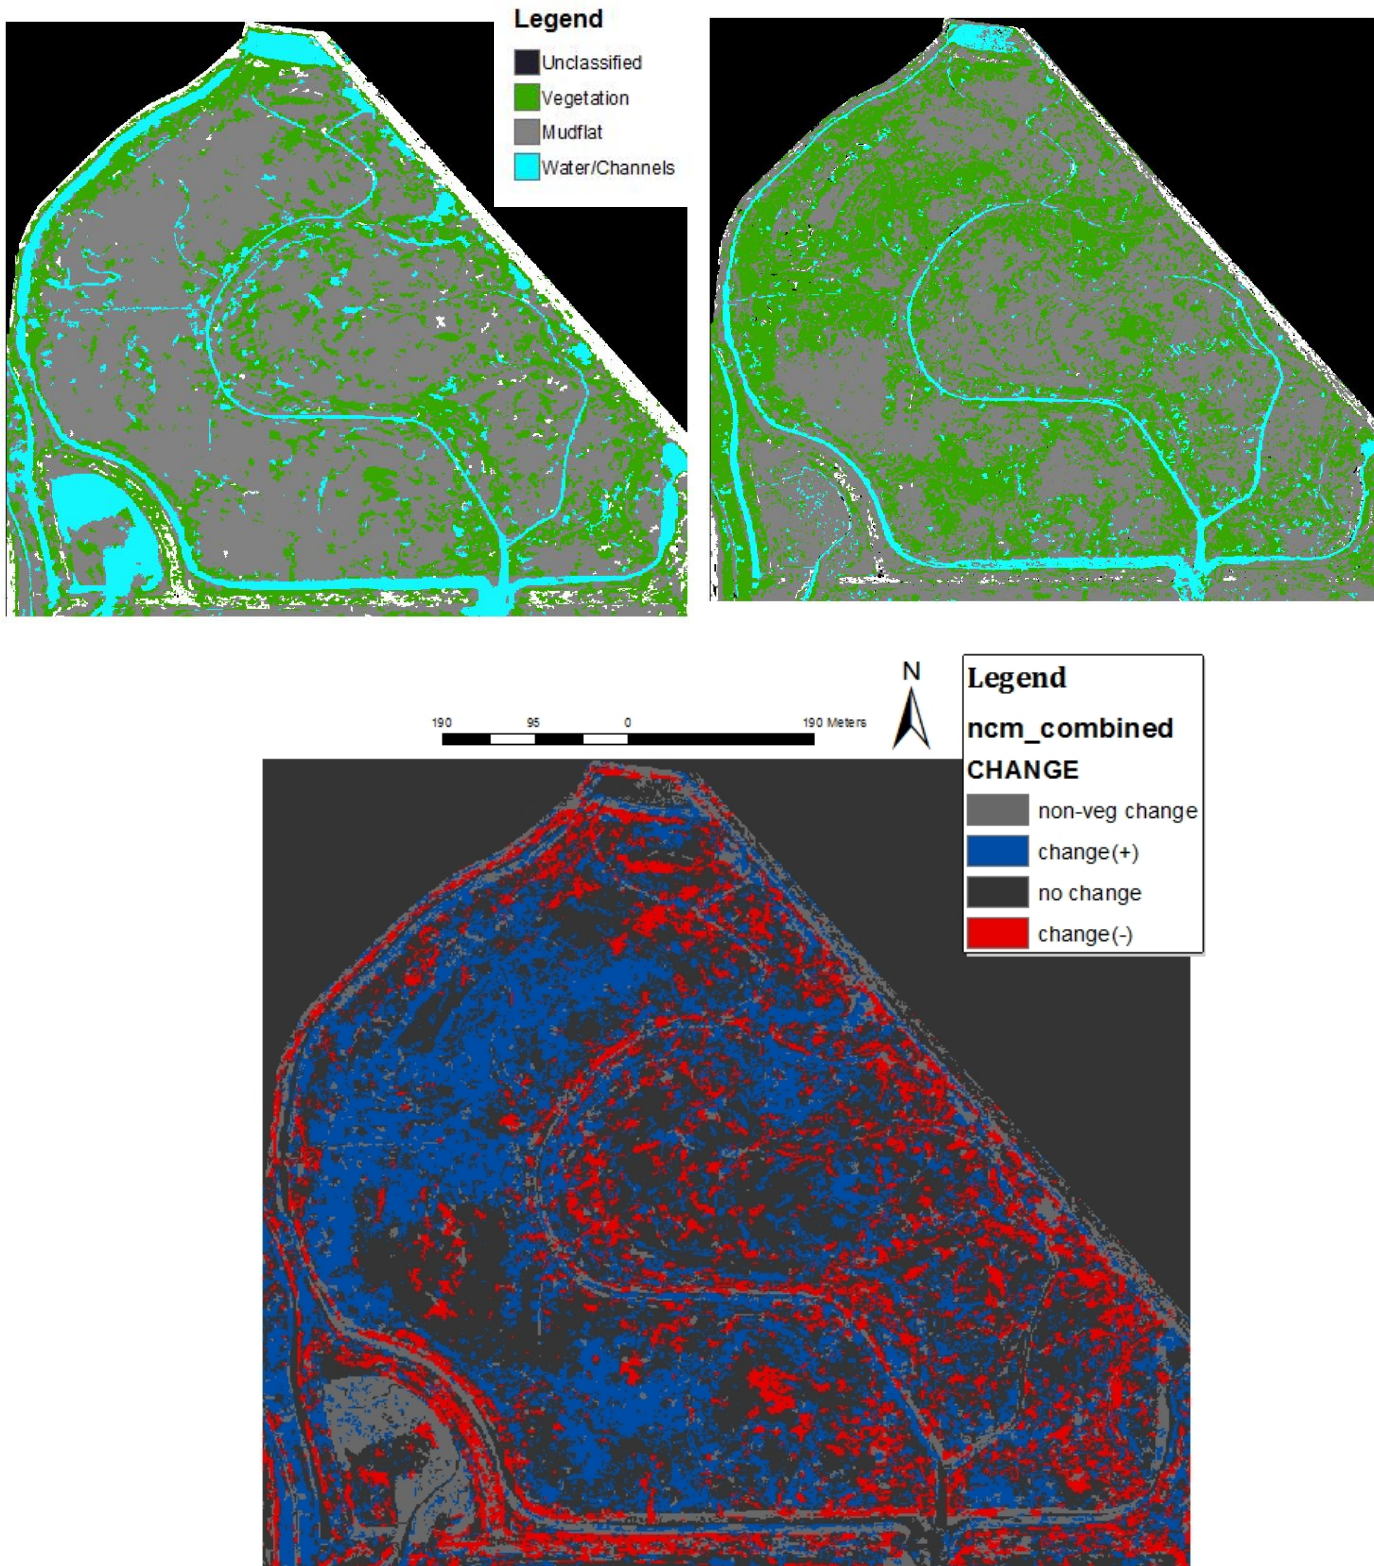 Legend
Unclassified
Vegetation
Mudflat
Water/Channels
190 95 0 190 Meters
N
Legend
ncm_combined
CHANGE
non-veg change
change(+)
no change
change(-)